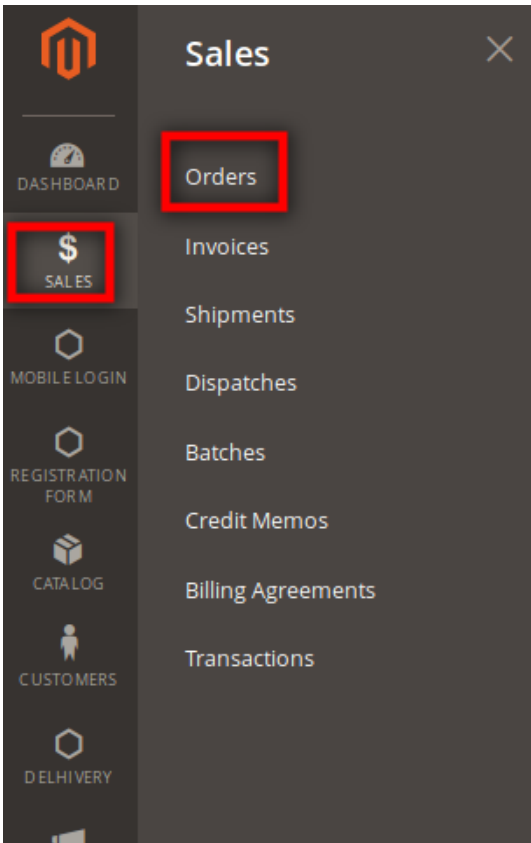 Sales
DASHBOARD
Orders
$
SALES
Invoices
Shipments
MOBILE LOGIN
Dispatches
Batches
REGISTRATION
FORM
Credit Memos
CATALOG
Billing Agreements
Transactions
CUSTOMERS
DELHIVERY